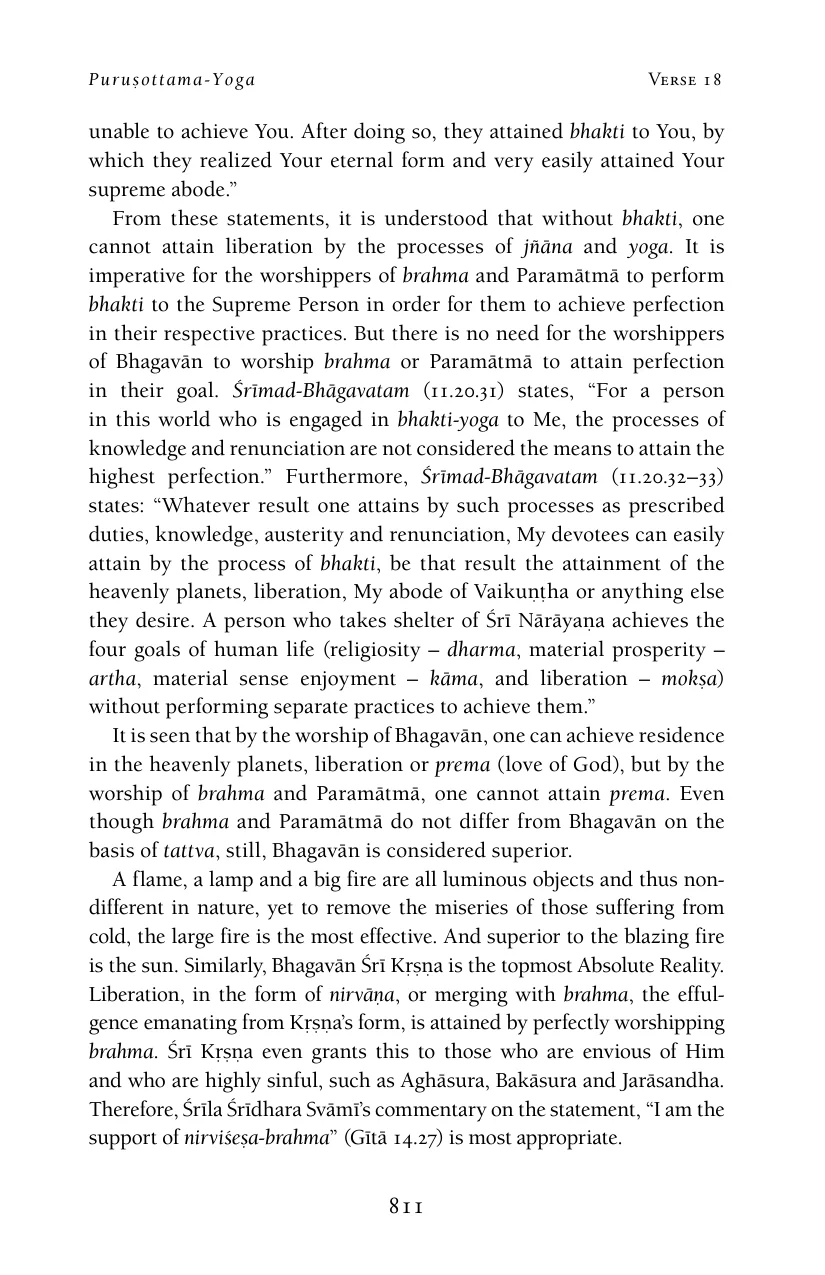 Puruṣottama-Yoga Verse 18
unable to achieve You. After doing so, they attained bhakti to You, by
which they realized Your eternal form and very easily attained Your
supreme abode.”
From these statements, it is understood that without bhakti, one
cannot attain liberation by the processes of jñāna and yoga. It is
imperative for the worshippers of brahma and Paramātmā to perform
bhakti to the Supreme Person in order for them to achieve perfection
in their respective practices. But there is no need for the worshippers
of Bhagavān to worship brahma or Paramātmā to attain perfection
in their goal. Śrīmad-Bhāgavatam (11.20.31) states, “For a person
in this world who is engaged in bhakti-yoga to Me, the processes of
knowledge and renunciation are not considered the means to attain the
highest perfection.” Furthermore, Śrīmad-Bhāgavatam (11.20.32–33)
states: “Whatever result one attains by such processes as prescribed
duties, knowledge, austerity and renunciation, My devotees can easily
attain by the process of bhakti, be that result the attainment of the
heavenly planets, liberation, My abode of Vaikuṇṭha or anything else
they desire. A person who takes shelter of Śrī Nārāyaṇa achieves the
four goals of human life (religiosity – dharma, material prosperity –
artha, material sense enjoyment – kāma, and liberation – mokṣa)
without performing separate practices to achieve them.”
It is seen that by the worship of Bhagavān, one can achieve residence
in the heavenly planets, liberation or prema (love of God), but by the
worship of brahma and Paramātmā, one cannot attain prema. Even
though brahma and Paramātmā do not differ from Bhagavān on the
basis of tattva, still, Bhagavān is considered superior.
A flame, a lamp and a big fire are all luminous objects and thus non-
different in nature, yet to remove the miseries of those suffering from
cold, the large fire is the most effective. And superior to the blazing fire
is the sun. Similarly, Bhagavān Śrī Kṛṣṇa is the topmost Absolute Reality.
Liberation, in the form of nirvāṇa, or merging with brahma, the efful-
gence emanating from Kṛṣṇa’s form, is attained by perfectly worshipping
brahma. Śrī Kṛṣṇa even grants this to those who are envious of Him
and who are highly sinful, such as Aghāsura, Bakāsura and Jarāsandha.
Therefore, Śrīla Śrīdhara Svāmī’s commentary on the statement, “I am the
support of nirviśeṣa-brahma” (Gītā 14.27) is most appropriate.
811